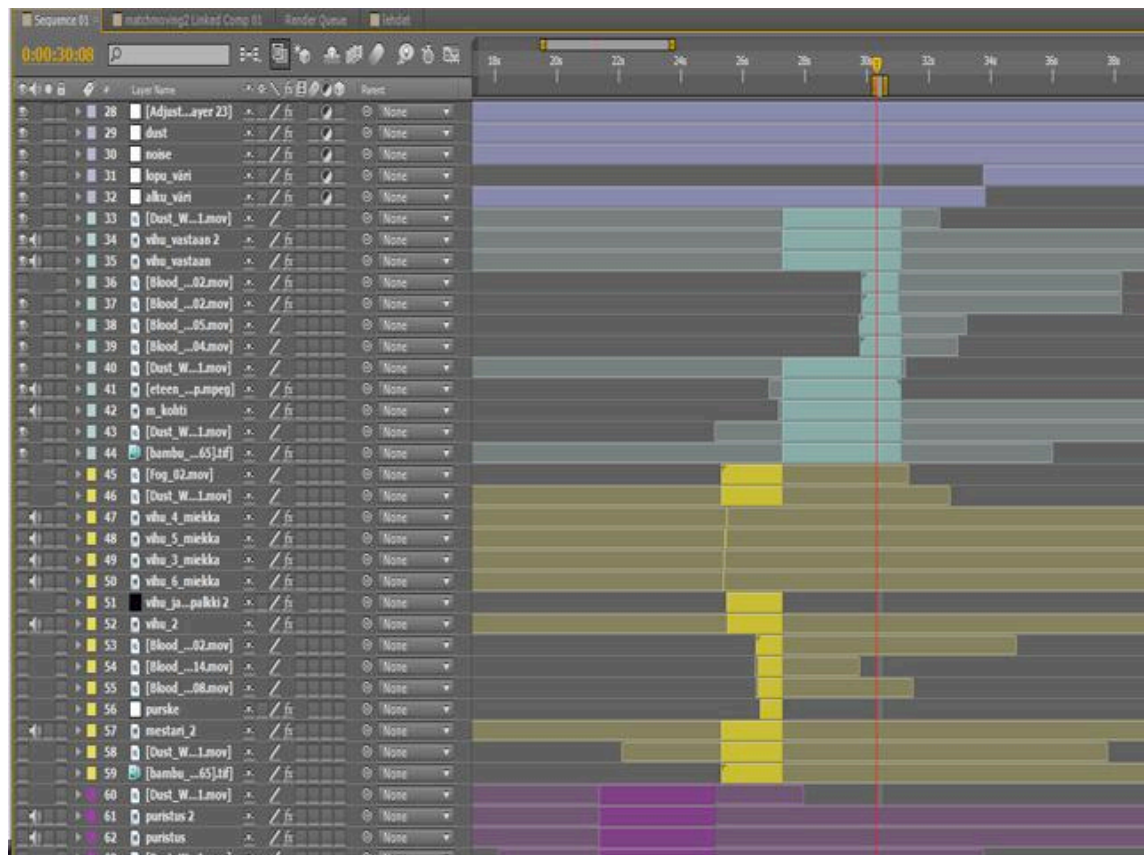 Sequence 01 matchmoving2 Linked Comp 01 Render Queue lehdet
0:00:30:08
18s 20s 22s 24s 26s 28s 30s 32s 34s 36s 38s
# Layer Name Parent
28 [Adjust...ayer 23] None
29 dust None
30 noise None
31 lopu_väri None
32 alku_väri None
33 [Dust_W...1.mov] None
34 vihu_vastaan 2 None
35 vihu_vastaan None
36 [Blood_...02.mov] None
37 [Blood_...02.mov] None
38 [Blood_...05.mov] None
39 [Blood_...04.mov] None
40 [Dust_W...1.mov] None
41 [eteen_...p.mpeg] None
42 m_kohti None
43 [Dust_W...1.mov] None
44 [bambu_...65].tif] None
45 [Fog_02.mov] None
46 [Dust_W...1.mov] None
47 vihu_4_miekka None
48 vihu_5_miekka None
49 vihu_3_miekka None
50 vihu_6_miekka None
51 vihu_ja...palkki 2 None
52 vihu_2 None
53 [Blood_...02.mov] None
54 [Blood_...14.mov] None
55 [Blood_...08.mov] None
56 purske None
57 mestari_2 None
58 [Dust_W...1.mov] None
59 [bambu_...65].tif] None
60 [Dust_W...1.mov] None
61 puristus 2 None
62 puristus None